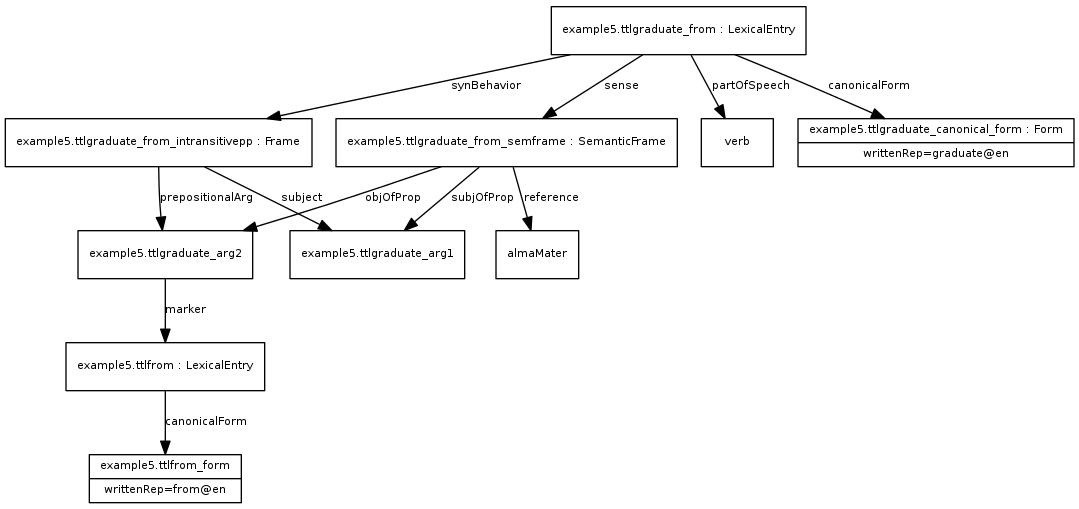 example5.ttlgraduate_from : LexicalEntry
synBehavior
sense
partOfSpeech
canonicalForm
example5.ttlgraduate_from_intransitivepp : Frame
example5.ttlgraduate_from_semframe : SemanticFrame
verb
example5.ttlgraduate_canonical_form : Form
writtenRep=graduate@en
prepositionalArg
subject
objOfProp
subjOfProp
reference
example5.ttlgraduate_arg2
example5.ttlgraduate_arg1
almaMater
marker
example5.ttlfrom : LexicalEntry
canonicalForm
example5.ttlfrom_form
writtenRep=from@en